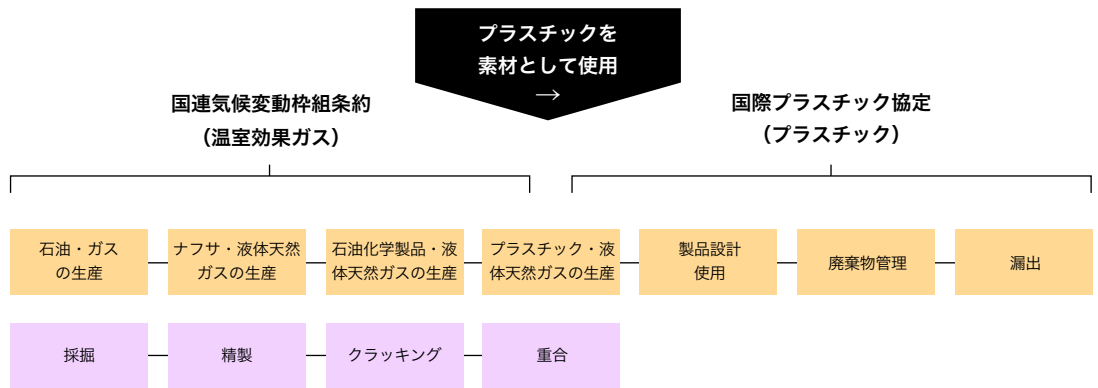 プラスチックを
素材として使用
→
国連気候変動枠組条約
（温室効果ガス）
国際プラスチック協定
（プラスチック）
石油・ガス
の生産
ナフサ・液体天然
ガスの生産
石油化学製品・液
体天然ガスの生産
プラスチック・液
体天然ガスの生産
製品設計
使用
廃棄物管理
漏出
採掘
精製
クラッキング
重合